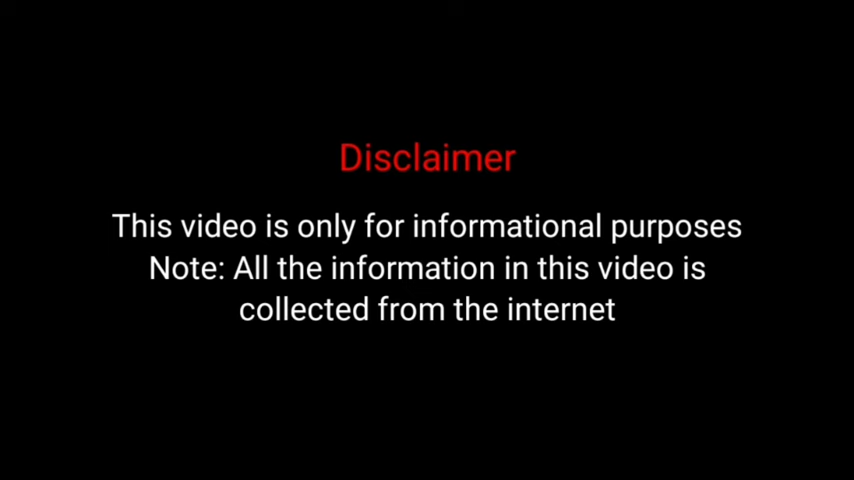 Disclaimer
This video is only for informational purposes
Note: All the information in this video is
collected from the internet